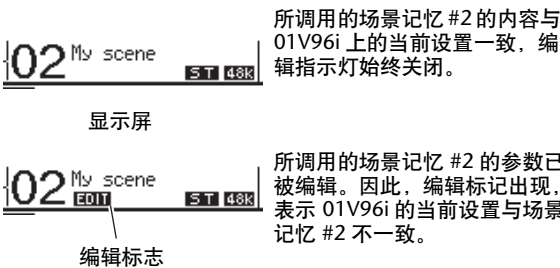 02 My scene
ST 48k
所调用的场景记忆 #2 的内容与
01V96i 上的当前设置一致，编
辑指示灯始终关闭。
显示屏
02 My scene
EDIT ST 48k
所调用的场景记忆 #2 的参数已
被编辑。因此，编辑标记出现，
表示 01V96i 的当前设置与场景
记忆 #2 不一致。
编辑标志